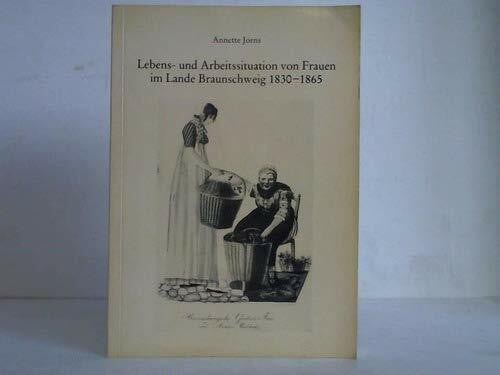 Annette Jorns
Lebens- und Arbeitssituation von Frauen
im Lande Braunschweig 1830–1865